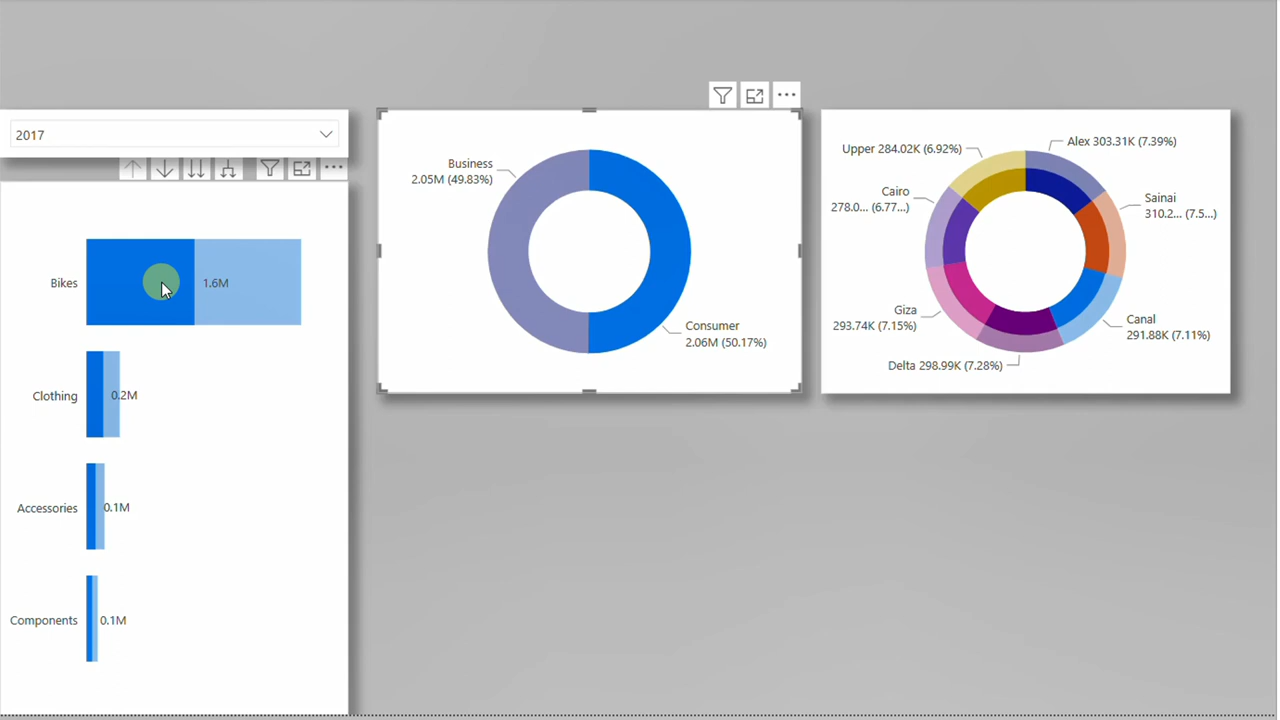 2017
Bikes
1.6M
Clothing
0.2M
Accessories
0.1M
Components
0.1M
Business
2.05M (49.83%)
Consumer
2.06M (50.17%)
Upper 284.02K (6.92%)
Alex 303.31K (7.39%)
Cairo
278.0... (6.77...)
Sainai
310.2... (7.5...)
Giza
293.74K (7.15%)
Canal
291.88K (7.11%)
Delta 298.99K (7.28%)